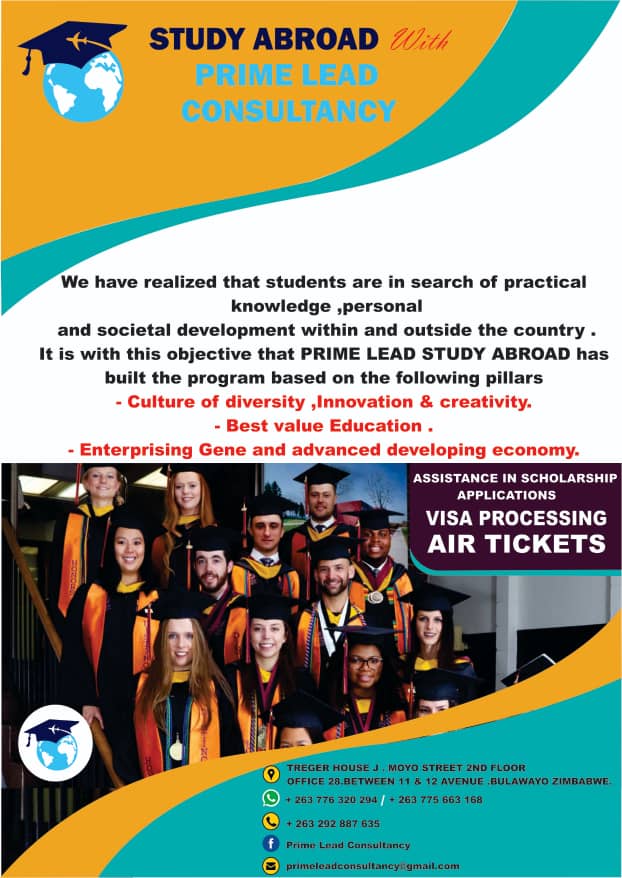 STUDY ABROAD With
PRIME LEAD
CONSULTANCY
We have realized that students are in search of practical
knowledge ,personal
and societal development within and outside the country .
It is with this objective that PRIME LEAD STUDY ABROAD has
built the program based on the following pillars
- Culture of diversity ,Innovation & creativity.
- Best value Education .
- Enterprising Gene and advanced developing economy.
ASSISTANCE IN SCHOLARSHIP
APPLICATIONS
VISA PROCESSING
AIR TICKETS
TREGER HOUSE J . MOYO STREET 2ND FLOOR
OFFICE 28.BETWEEN 11 & 12 AVENUE .BULAWAYO ZIMBABWE.
+ 263 776 320 294 / + 263 775 663 168
+ 263 292 887 635
Prime Lead Consultancy
primeleadconsultancy@gmail.com